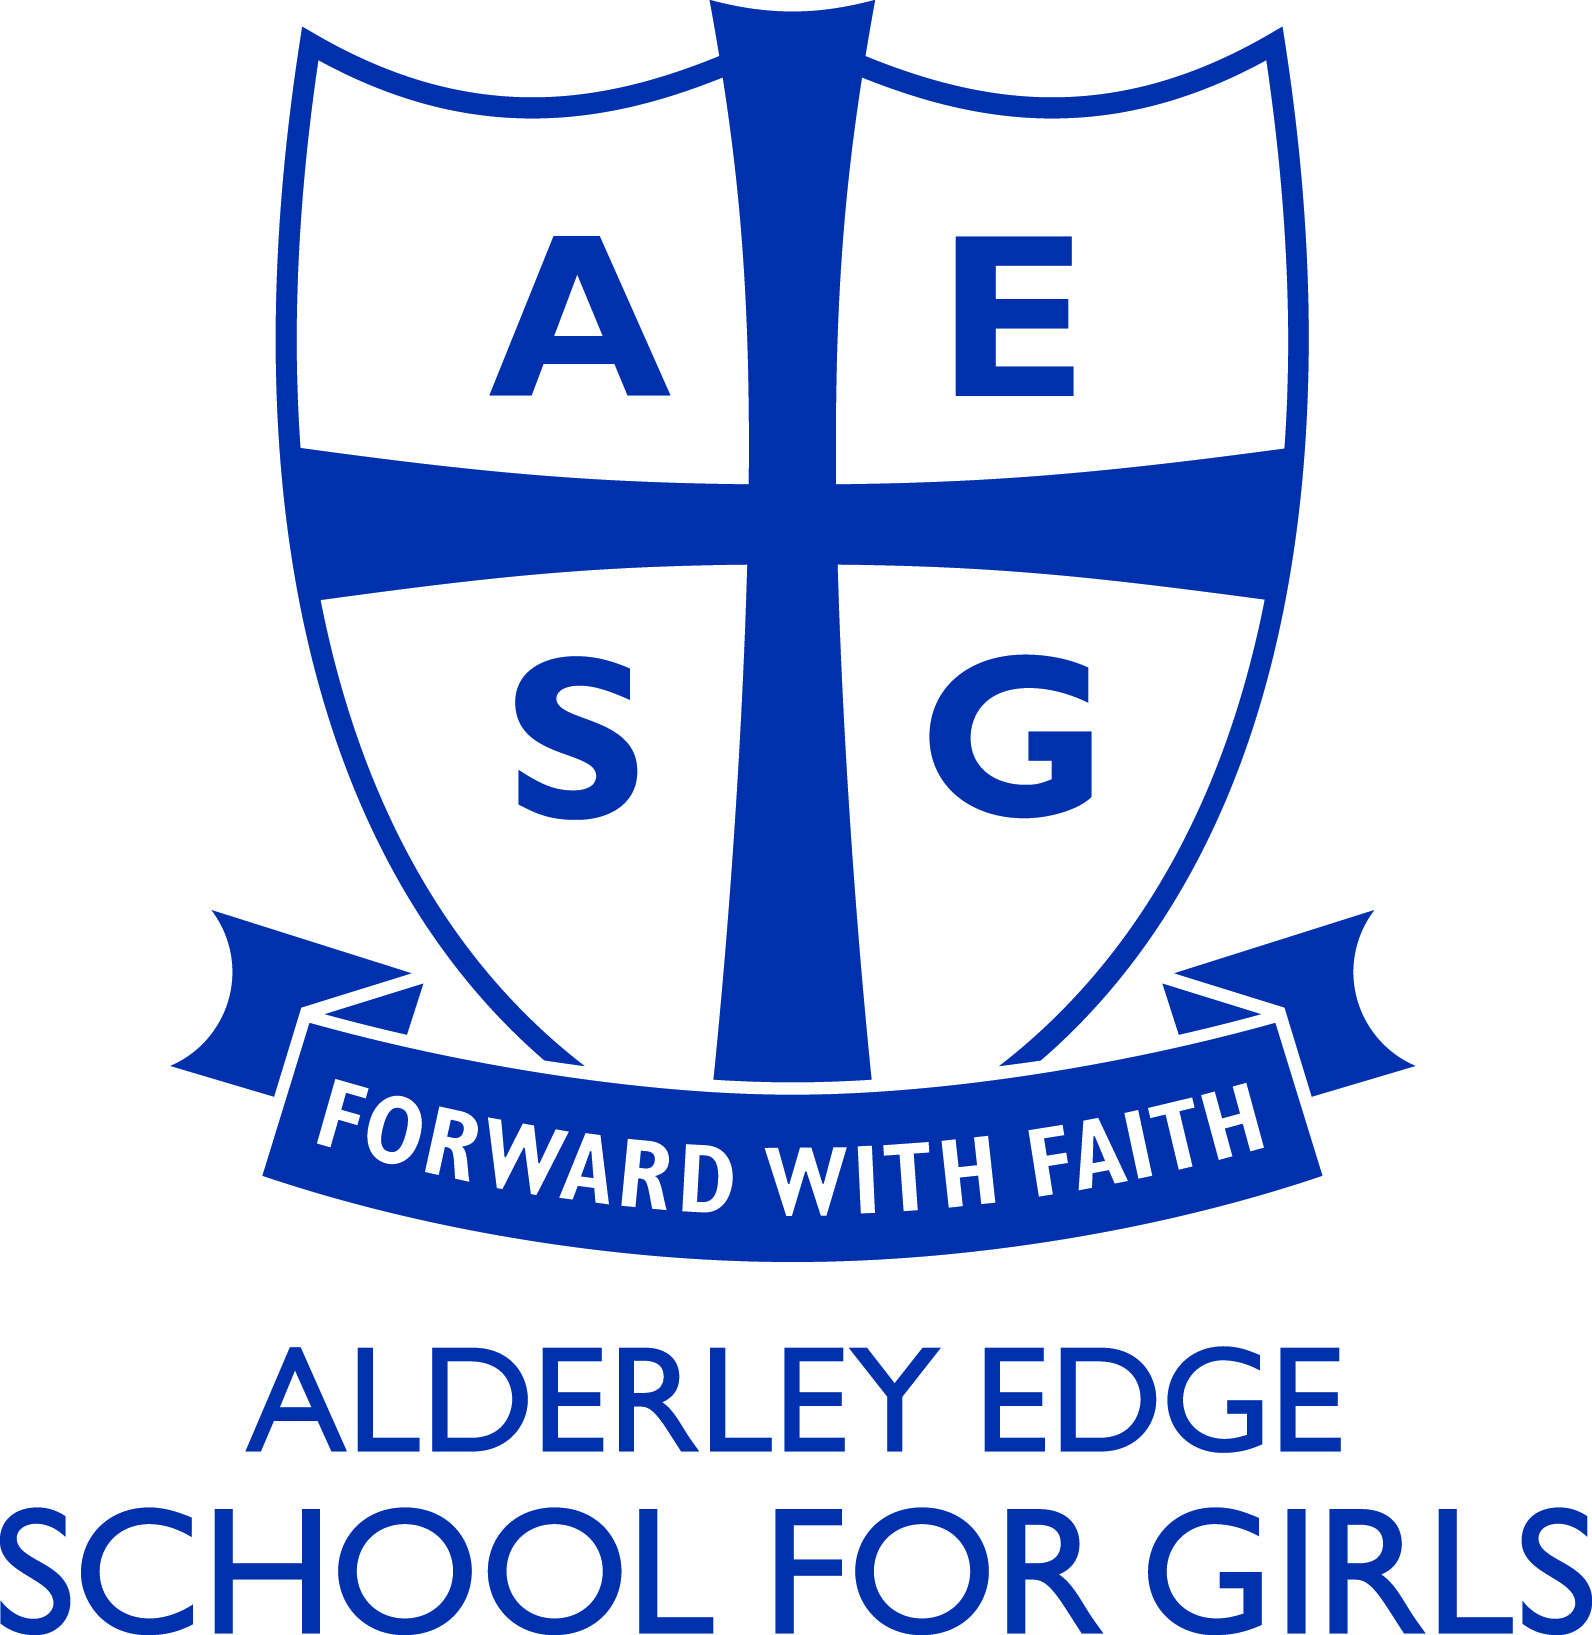 A E
S G
FORWARD WITH FAITH
ALDERLEY EDGE
SCHOOL FOR GIRLS